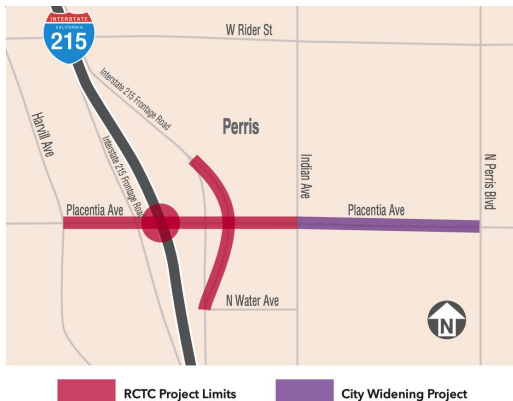 INTERSTATE
CALIFORNIA
215
W Rider St
Interstate 215 Frontage Road
Harvill Ave
Perris
Interstate 215 Frontage Road
Indian Ave
N Perris Blvd
Placentia Ave
Placentia Ave
N Water Ave
N
RCTC Project Limits
City Widening Project